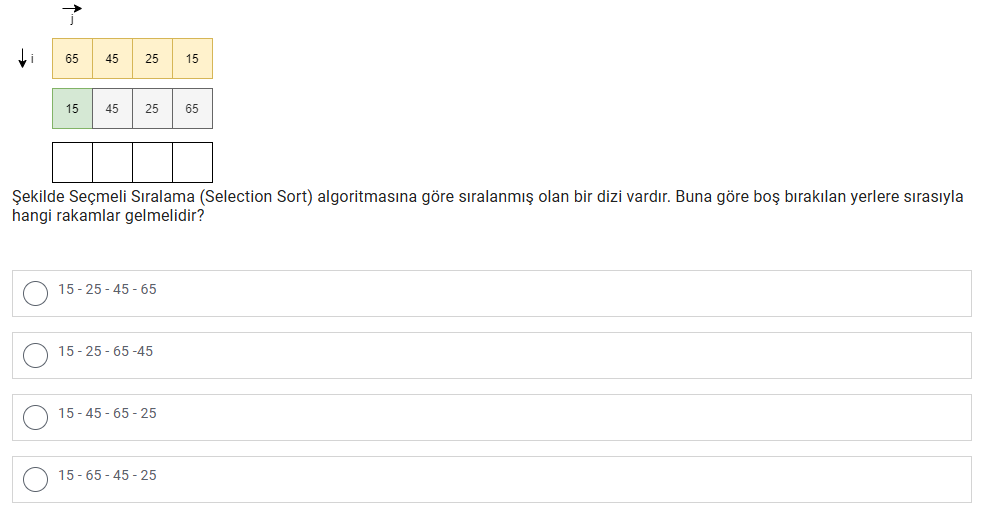 j
i 65 45 25 15
15 45 25 65
Şekilde Seçmeli Sıralama (Selection Sort) algoritmasına göre sıralanmış olan bir dizi vardır. Buna göre boş bırakılan yerlere sırasıyla
hangi rakamlar gelmelidir?
15 - 25 - 45 - 65
15 - 25 - 65 -45
15 - 45 - 65 - 25
15 - 65 - 45 - 25